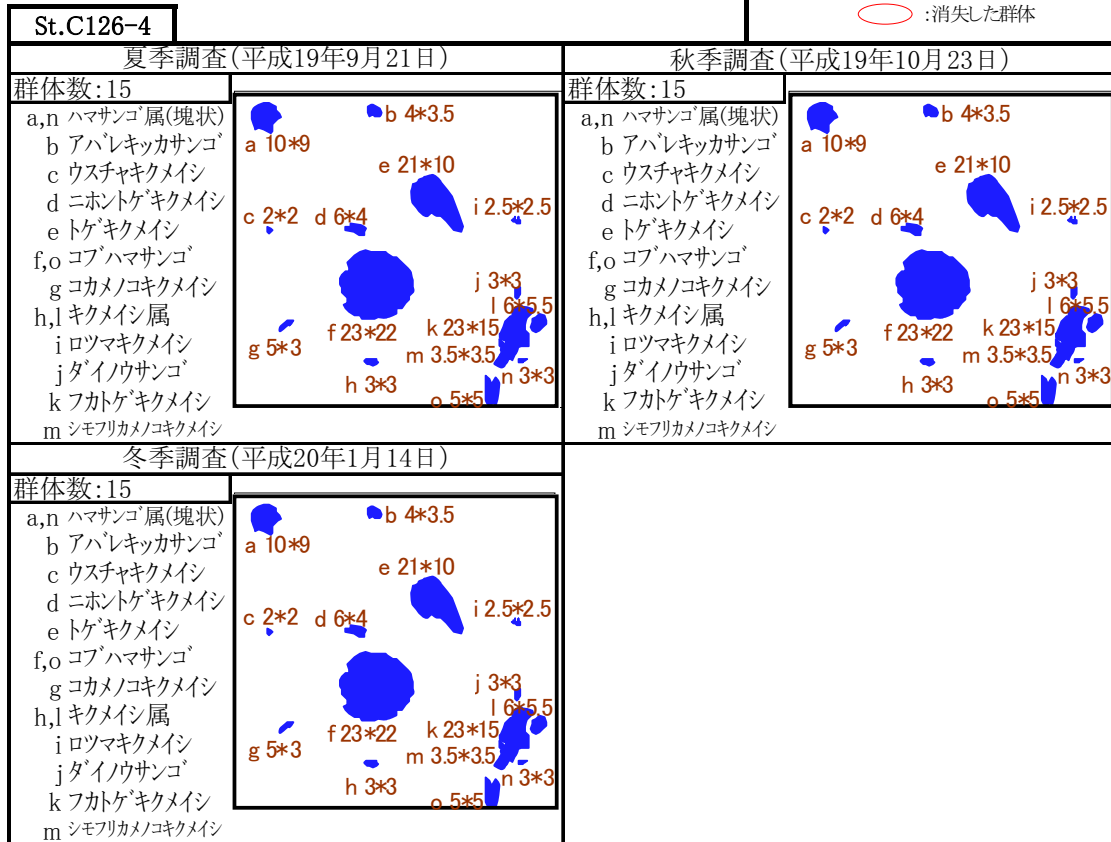 St.C126-4
:消失した群体
夏季調査(平成19年9月21日)
群体数:15
a,n ハマサンゴ属(塊状)
b アバレキッカサンゴ
c ウスチャキクメイシ
d ニホントゲキクメイシ
e トゲキクメイシ
f,o コブハマサンゴ
g コカメノコキクメイシ
h,l キクメイシ属
i ロツマキクメイシ
j ダイノウサンゴ
k フカトゲキクメイシ
m シモフリカメノコキクメイシ
a 10*9
b 4*3.5
e 21*10
c 2*2
d 6*4
i 2.5*2.5
j 3*3
l 6*5.5
f 23*22
k 23*15
g 5*3
m 3.5*3.5
h 3*3
n 3*3
o 5*5
秋季調査(平成19年10月23日)
群体数:15
a,n ハマサンゴ属(塊状)
b アバレキッカサンゴ
c ウスチャキクメイシ
d ニホントゲキクメイシ
e トゲキクメイシ
f,o コブハマサンゴ
g コカメノコキクメイシ
h,l キクメイシ属
i ロツマキクメイシ
j ダイノウサンゴ
k フカトゲキクメイシ
m シモフリカメノコキクメイシ
a 10*9
b 4*3.5
e 21*10
c 2*2
d 6*4
i 2.5*2.5
j 3*3
l 6*5.5
f 23*22
k 23*15
g 5*3
m 3.5*3.5
h 3*3
n 3*3
o 5*5
冬季調査(平成20年1月14日)
群体数:15
a,n ハマサンゴ属(塊状)
b アバレキッカサンゴ
c ウスチャキクメイシ
d ニホントゲキクメイシ
e トゲキクメイシ
f,o コブハマサンゴ
g コカメノコキクメイシ
h,l キクメイシ属
i ロツマキクメイシ
j ダイノウサンゴ
k フカトゲキクメイシ
m シモフリカメノコキクメイシ
a 10*9
b 4*3.5
e 21*10
c 2*2
d 6*4
i 2.5*2.5
j 3*3
l 6*5.5
f 23*22
k 23*15
g 5*3
m 3.5*3.5
h 3*3
n 3*3
o 5*5